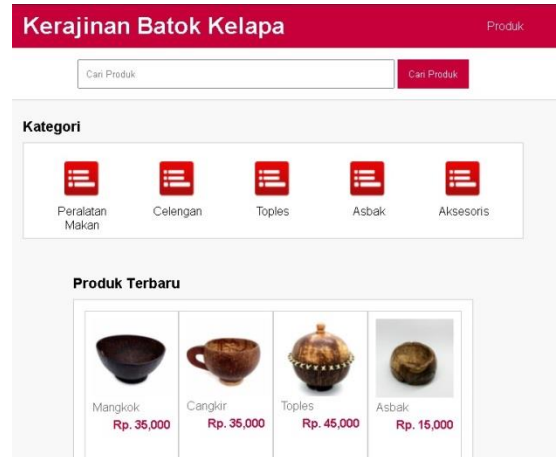 Kerajinan Batok Kelapa
Produk
Cari Produk
Cari Produk
Kategori
Peralatan
Makan
Celengan
Toples
Asbak
Aksesoris
Produk Terbaru
Mangkok
Rp. 35,000
Cangkir
Rp. 35,000
Toples
Rp. 45,000
Asbak
Rp. 15,000